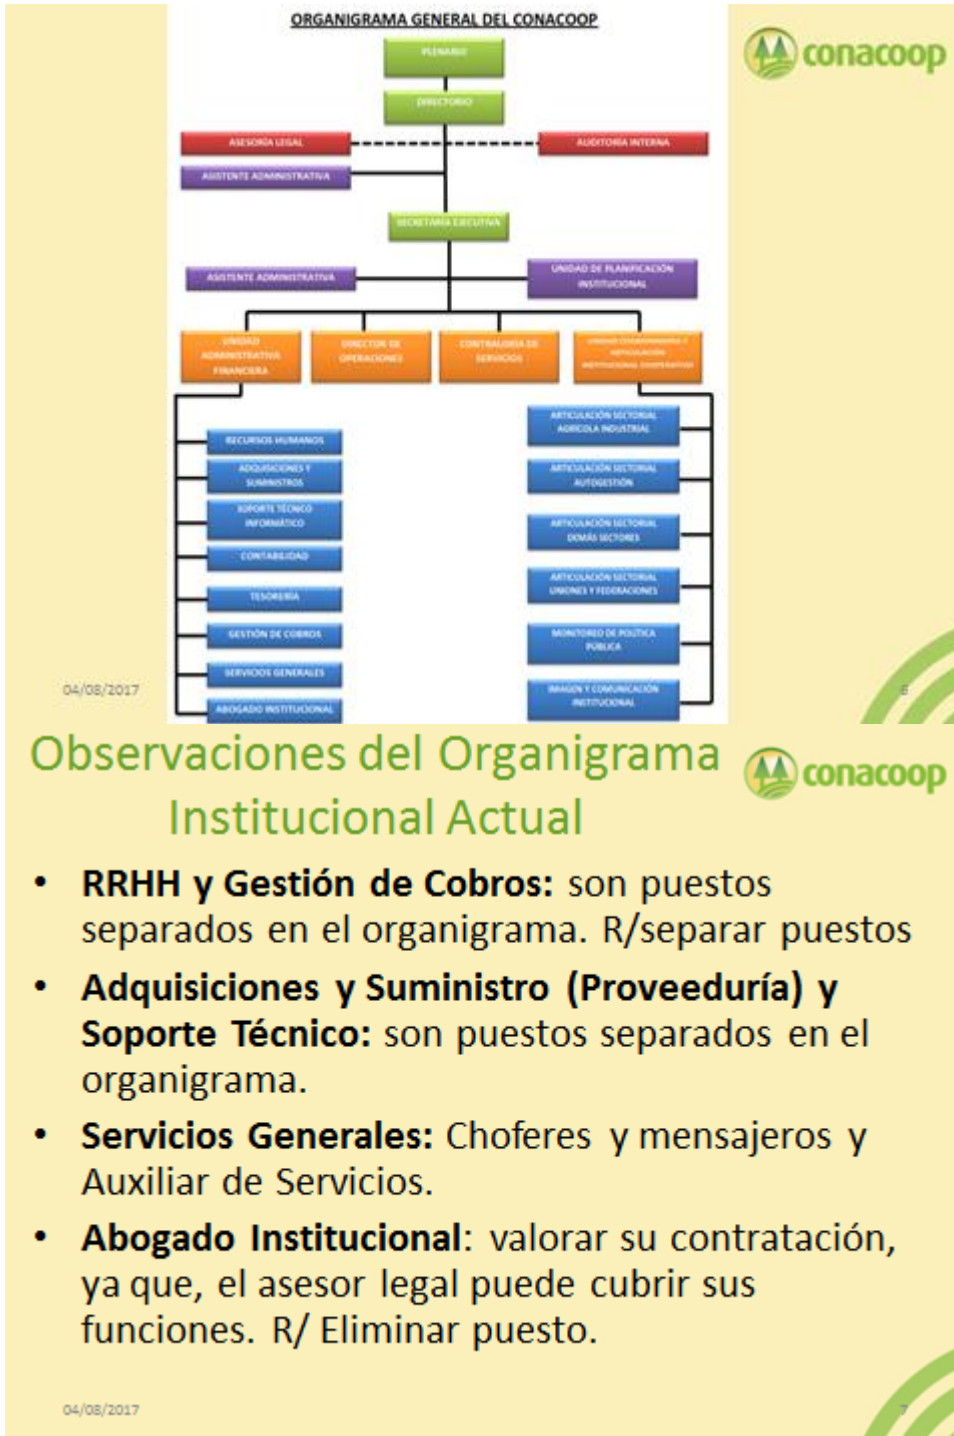 ORGANIGRAMA GENERAL DEL CONACOOP
conacoop
PLENARIO
DIRECTORIO
ASESORÍA LEGAL
AUDITORÍA INTERNA
ASISTENTE ADMINISTRATIVA
SECRETARÍA EJECUTIVA
ASISTENTE ADMINISTRATIVA
UNIDAD DE PLANIFICACIÓN
INSTITUCIONAL
UNIDAD
ADMINISTRATIVA
FINANCIERA
DIRECTOR DE
OPERACIONES
CONTRALORÍA DE
SERVICIOS
ARTICULACIÓN
INSTITUCIONAL COOPERATIVO
RECURSOS HUMANOS
ADQUISICIONES Y
SUMINISTROS
SOPORTE TÉCNICO
INFORMÁTICO
CONTABILIDAD
TESORERÍA
GESTIÓN DE COBROS
SERVICIOS GENERALES
ABOGADO INSTITUCIONAL
ARTICULACIÓN SECTORIAL
AGRÍCOLA INDUSTRIAL
ARTICULACIÓN SECTORIAL
AUTOGESTIÓN
ARTICULACIÓN SECTORIAL
DEMÁS SECTORES
ARTICULACIÓN SECTORIAL
UNIONES Y FEDERACIONES
MONITOREO DE POLÍTICA
PÚBLICA
IMAGEN Y COMUNICACIÓN
INSTITUCIONAL
04/08/2017
6
Observaciones del Organigrama
Institucional Actual
conacoop
• RRHH y Gestión de Cobros: son puestos
separados en el organigrama. R/separar puestos
• Adquisiciones y Suministro (Proveeduría) y
Soporte Técnico: son puestos separados en el
organigrama.
• Servicios Generales: Choferes y mensajeros y
Auxiliar de Servicios.
• Abogado Institucional: valorar su contratación,
ya que, el asesor legal puede cubrir sus
funciones. R/ Eliminar puesto.
04/08/2017
7